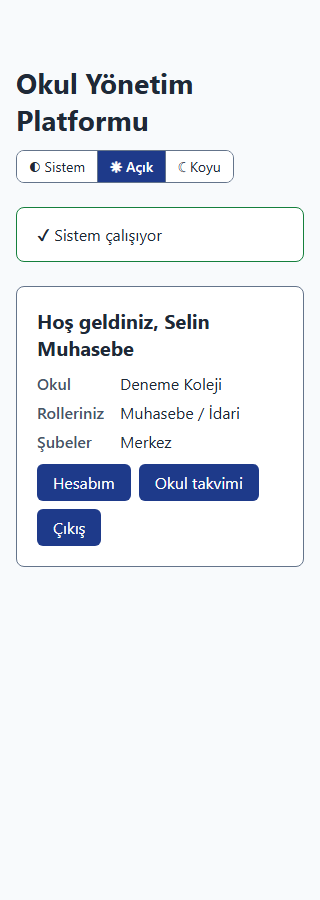 Okul Yönetim
Platformu
◐ Sistem ☀ Açık ☾ Koyu
✓ Sistem çalışıyor
Hoş geldiniz, Selin
Muhasebe
Okul Deneme Koleji
Rolleriniz Muhasebe / İdari
Şubeler Merkez
Hesabım Okul takvimi
Çıkış